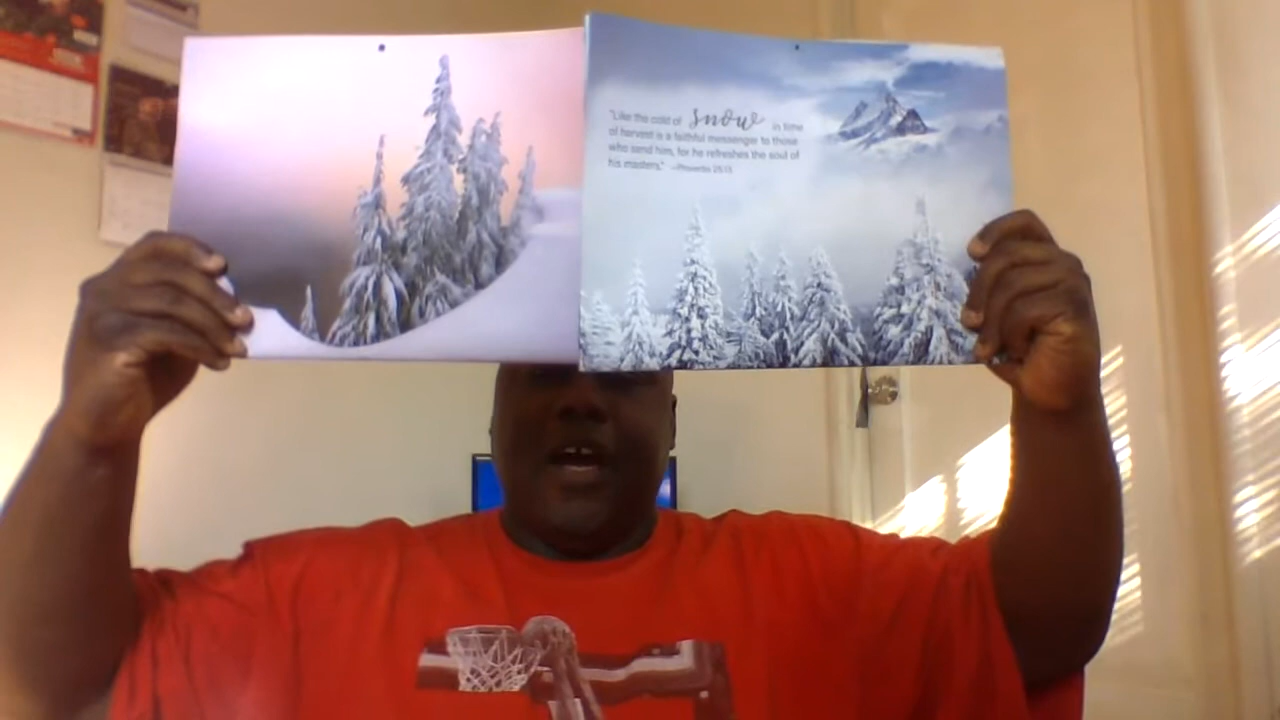 "Like the cold of snow in time
of harvest is a faithful messenger to those
who send him, for he refreshes the soul of
his masters." —Proverbs 25:13